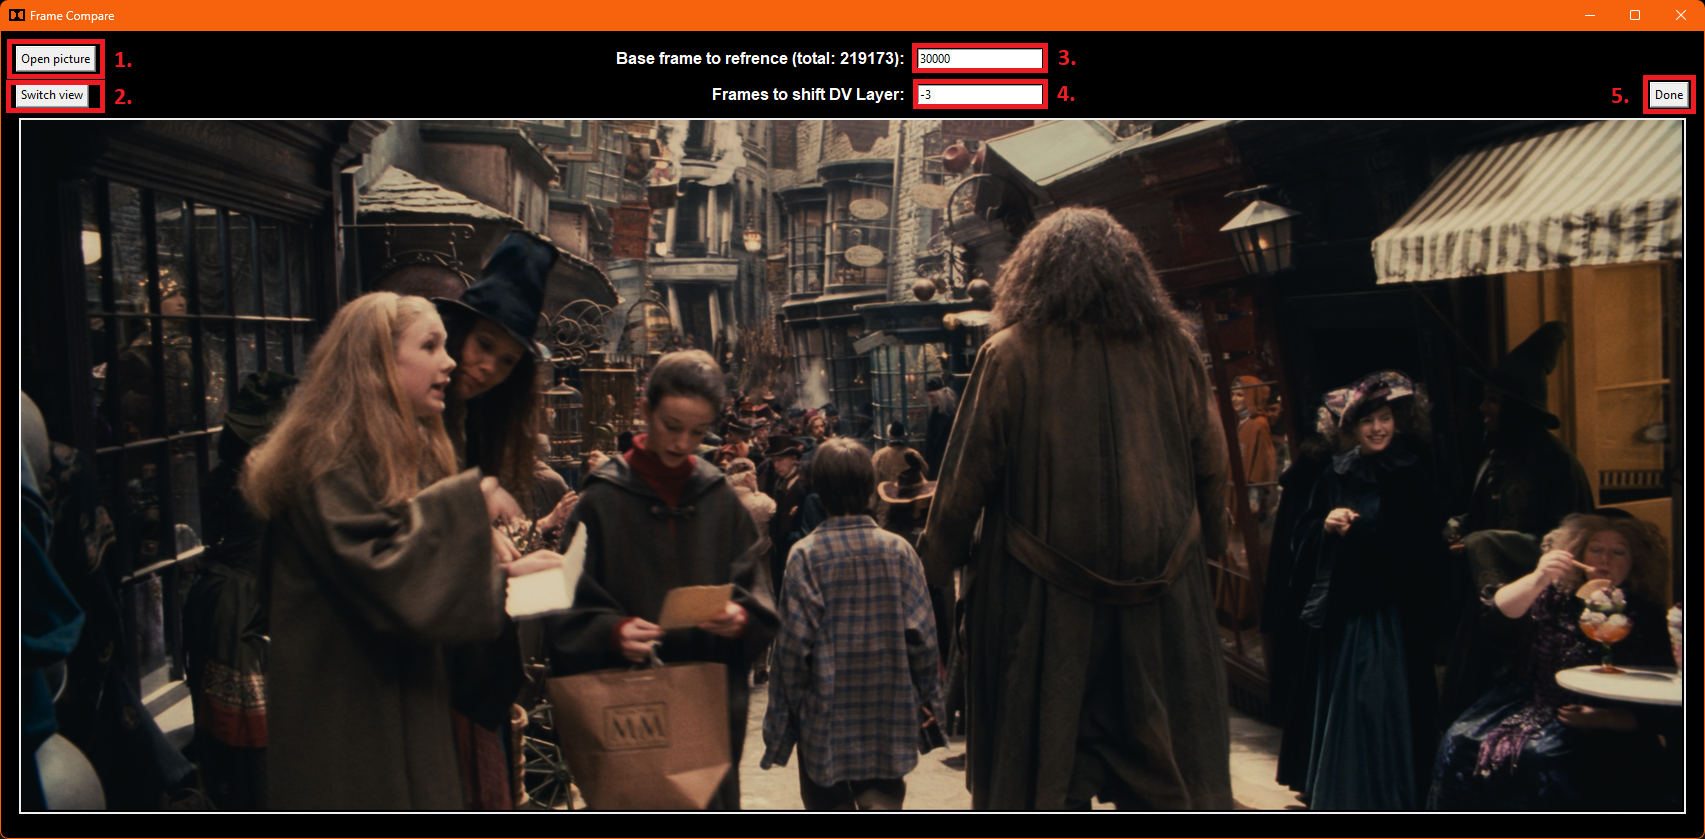 Frame Compare
Open picture 1.
Base frame to refrence (total: 219173): 30000 3.
Switch view 2.
Frames to shift DV Layer: -3 4.
5. Done
MM